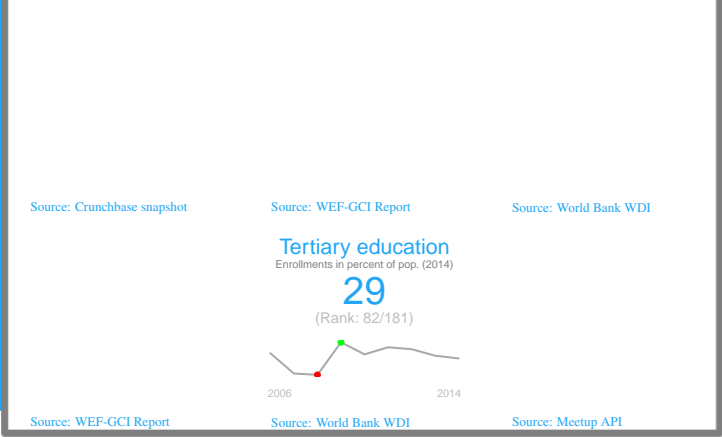 Source: Crunchbase snapshot
Source: WEF-GCI Report
Source: World Bank WDI
Tertiary education
Enrollments in percent of pop. (2014)
29
(Rank: 82/181)
2006
2014
Source: WEF-GCI Report
Source: World Bank WDI
Source: Meetup API